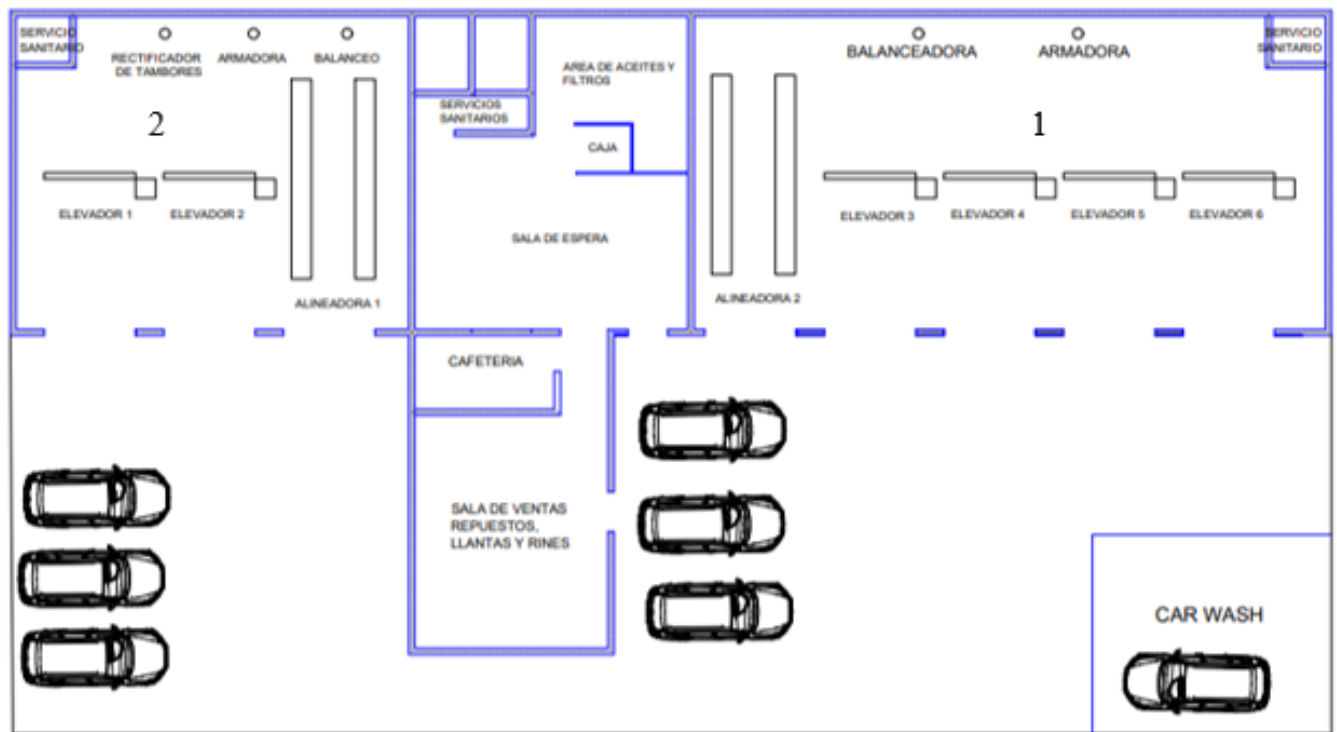 SERVICIO
SANITARIO
RECTIFICADOR
DE TAMBORES
ARMADORA
BALANCEO
2
ELEVADOR 1
ELEVADOR 2
ALINEADORA 1
SERVICIOS
SANITARIOS
AREA DE ACEITES Y
FILTROS
CAJA
SALA DE ESPERA
BALANCEADORA
ARMADORA
SERVICIO
SANITARIO
1
ELEVADOR 3
ELEVADOR 4
ELEVADOR 5
ELEVADOR 6
ALINEADORA 2
CAFETERIA
SALA DE VENTAS
REPUESTOS,
LLANTAS Y RINES
CAR WASH